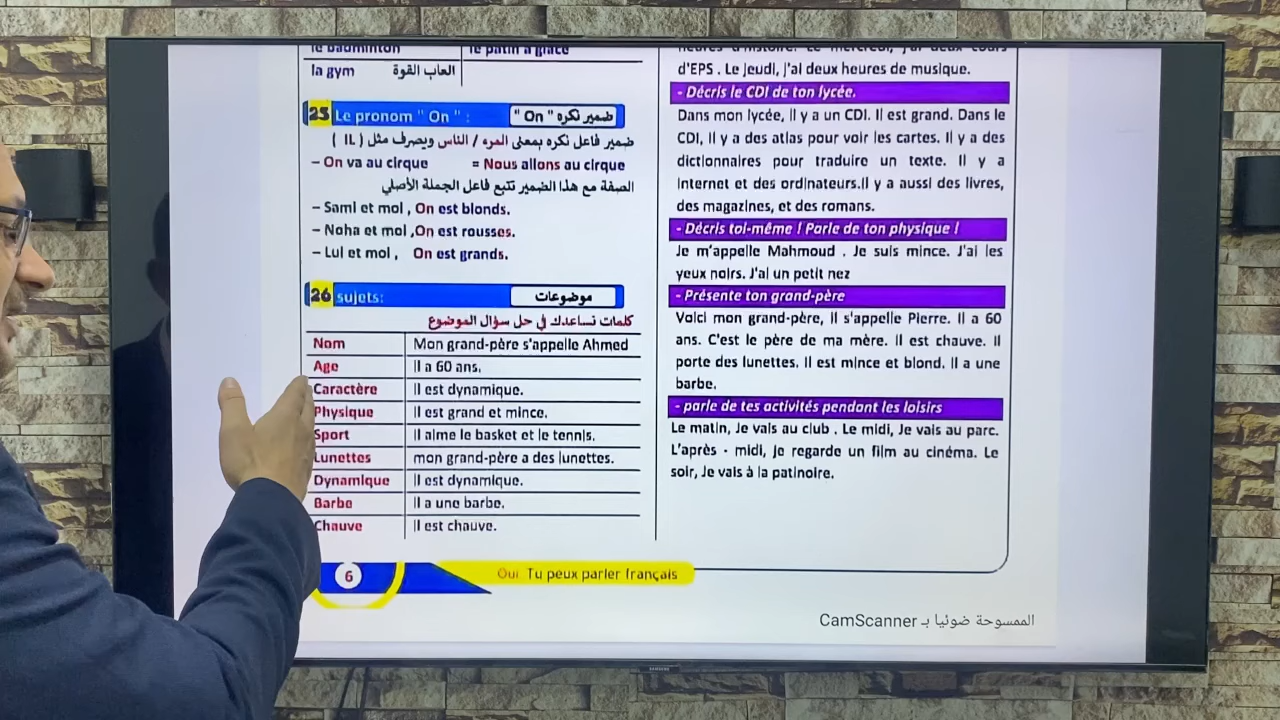 le badminton
le patin à glace
la gym العاب القوة
25 Le pronom " On " : ضمير نكره " On "
ضمير فاعل نكره بمعنى المرء / الناس ويصرف مثل ( IL )
– On va au cirque = Nous allons au cirque
الصفة مع هذا الضمير تتبع فاعل الجملة الأصلي
– Sami et moi , On est blonds.
– Noha et moi ,On est rousses.
– Lui et moi , On est grands.
26 sujets: موضوعات
كلمات تساعدك في حل سؤال الموضوع
Nom Mon grand-père s'appelle Ahmed
Age Il a 60 ans.
Caractère Il est dynamique.
Physique Il est grand et mince.
Sport Il aime le basket et le tennis.
Lunettes mon grand-père a des lunettes.
Dynamique Il est dynamique.
Barbe Il a une barbe.
Chauve Il est chauve.
heures d'histoire. Le mercredi, j'ai deux cours
d'EPS . Le jeudi, j'ai deux heures de musique.
- Décris le CDI de ton lycée.
Dans mon lycée, il y a un CDI. Il est grand. Dans le
CDI, il y a des atlas pour voir les cartes. Il y a des
dictionnaires pour traduire un texte. Il y a
Internet et des ordinateurs.Il y a aussi des livres,
des magazines, et des romans.
- Décris toi-même ! Parle de ton physique !
Je m'appelle Mahmoud . Je suis mince. J'ai les
yeux noirs. J'ai un petit nez
- Présente ton grand-père
Voici mon grand-père, il s'appelle Pierre. Il a 60
ans. C'est le père de ma mère. Il est chauve. Il
porte des lunettes. Il est mince et blond. Il a une
barbe.
- parle de tes activités pendant les loisirs
Le matin, je vais au club . Le midi, je vais au parc.
L'après - midi, je regarde un film au cinéma. Le
soir, je vais à la patinoire.
6
Oui Tu peux parler français
الممسوحة ضوئيا بـ CamScanner
SAMSUNG